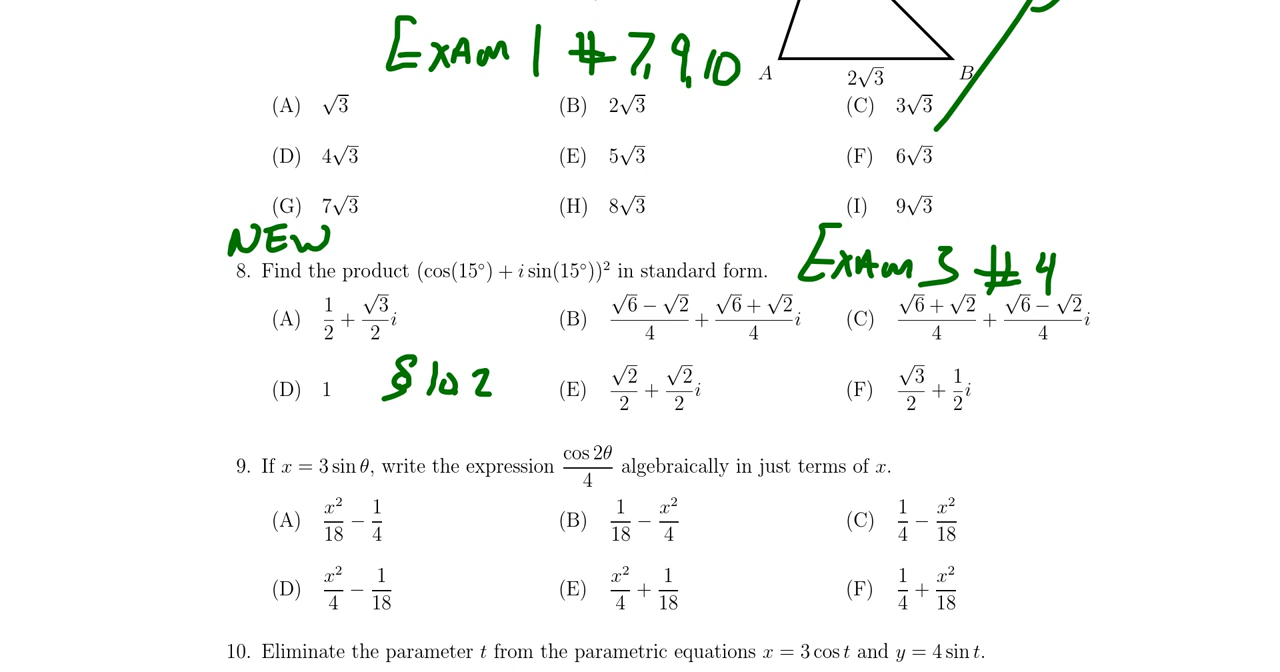 Exam 1 # 7, 9, 10
A 2√3 B
(A) √3 (B) 2√3 (C) 3√3
(D) 4√3 (E) 5√3 (F) 6√3
(G) 7√3 (H) 8√3 (I) 9√3
NEW
Exam 3 # 4
8. Find the product (cos(15°) + i sin(15°))² in standard form.
(A) 1/2 + √3/2 i (B) (√6 − √2)/4 + (√6 + √2)/4 i (C) (√6 + √2)/4 + (√6 − √2)/4 i
(D) 1 § 10.2 (E) √2/2 + √2/2 i (F) √3/2 + 1/2 i
9. If x = 3 sin θ, write the expression cos 2θ/4 algebraically in just terms of x.
(A) x²/18 − 1/4 (B) 1/18 − x²/4 (C) 1/4 − x²/18
(D) x²/4 − 1/18 (E) x²/4 + 1/18 (F) 1/4 + x²/18
10. Eliminate the parameter t from the parametric equations x = 3 cos t and y = 4 sin t.